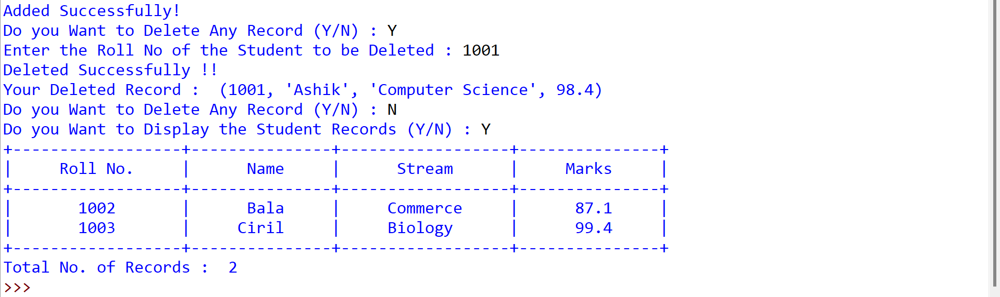 Added Successfully!
Do you Want to Delete Any Record (Y/N) : Y
Enter the Roll No of the Student to be Deleted : 1001
Deleted Successfully !!
Your Deleted Record :  (1001, 'Ashik', 'Computer Science', 98.4)
Do you Want to Delete Any Record (Y/N) : N
Do you Want to Display the Student Records (Y/N) : Y
+------------------+---------------+------------------+---------------+
|     Roll No.     |      Name     |      Stream      |     Marks     |
+------------------+---------------+------------------+---------------+
|       1002       |      Bala     |     Commerce     |      87.1     |
|       1003       |     Ciril     |     Biology      |      99.4     |
+------------------+---------------+------------------+---------------+
Total No. of Records :  2
>>>